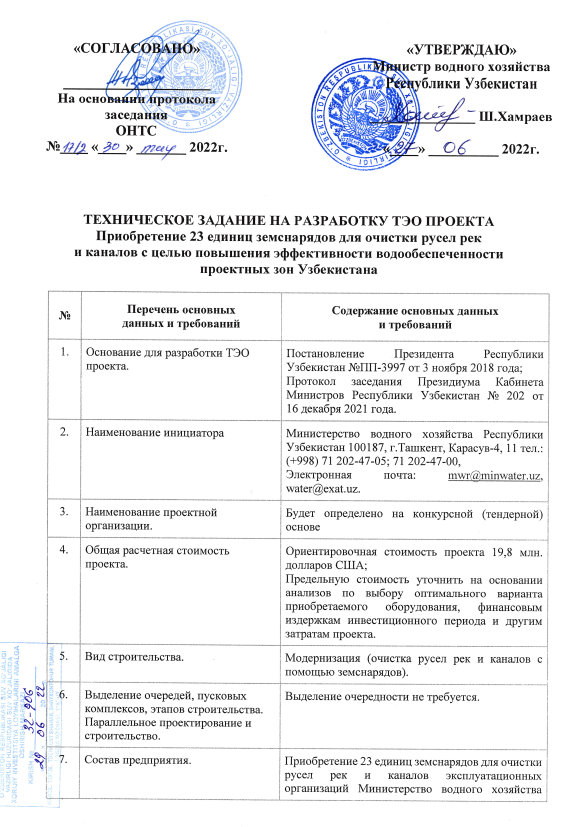 «СОГЛАСОВАНО»
На основании протокола
заседания
ОНТС
№ 17/2 « 30 » may 2022г.
«УТВЕРЖДАЮ»
Министр водного хозяйства
Республики Узбекистан
Ш.Хамраев
« 27 » 06 2022 г.
ТЕХНИЧЕСКОЕ ЗАДАНИЕ НА РАЗРАБОТКУ ТЭО ПРОЕКТА
Приобретение 23 единиц земснарядов для очистки русел рек
и каналов с целью повышения эффективности водообеспеченности
проектных зон Узбекистана
№
Перечень основных
данных и требований
Содержание основных данных
и требований
1.
Основание для разработки ТЭО
проекта.
Постановление Президента Республики
Узбекистан №ПП-3997 от 3 ноября 2018 года;
Протокол заседания Президиума Кабинета
Министров Республики Узбекистан № 202 от
16 декабря 2021 года.
2.
Наименование инициатора
Министерство водного хозяйства Республики
Узбекистан 100187, г.Ташкент, Карасув-4, 11 тел.:
(+998) 71 202-47-05; 71 202-47-00,
Электронная почта: mwr@minwater.uz,
water@exat.uz.
3.
Наименование проектной
организации.
Будет определено на конкурсной (тендерной)
основе
4.
Общая расчетная стоимость
проекта.
Ориентировочная стоимость проекта 19,8 млн.
долларов США;
Предельную стоимость уточнить на основании
анализов по выбору оптимального варианта
приобретаемого оборудования, финансовым
издержкам инвестиционного периода и другим
затратам проекта.
5.
Вид строительства.
Модернизация (очистка русел рек и каналов с
помощью земснарядов).
6.
Выделение очередей, пусковых
комплексов, этапов строительства.
Параллельное проектирование и
строительство.
Выделение очередности не требуется.
7.
Состав предприятия.
Приобретение 23 единиц земснарядов для очистки
русел рек и каналов эксплуатационных
организаций Министерство водного хозяйства
32-906
29 06 22